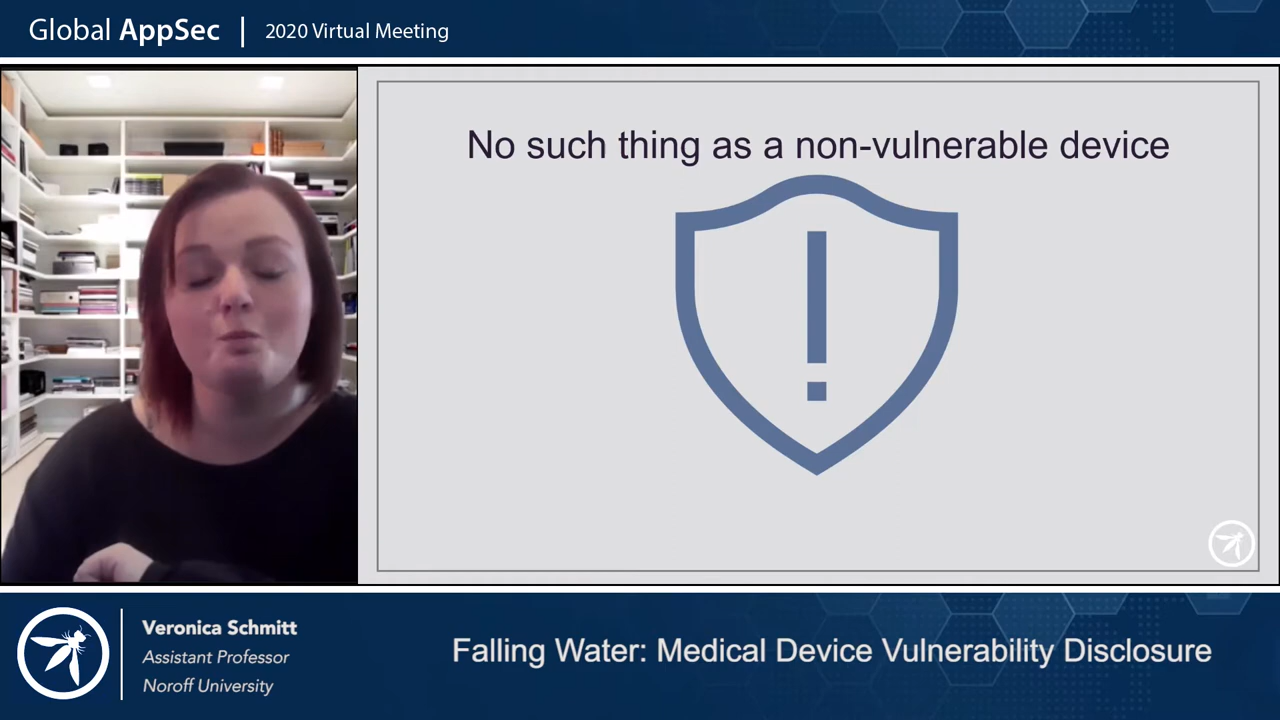 Global AppSec | 2020 Virtual Meeting
No such thing as a non-vulnerable device
Veronica Schmitt
Assistant Professor
Noroff University
Falling Water: Medical Device Vulnerability Disclosure